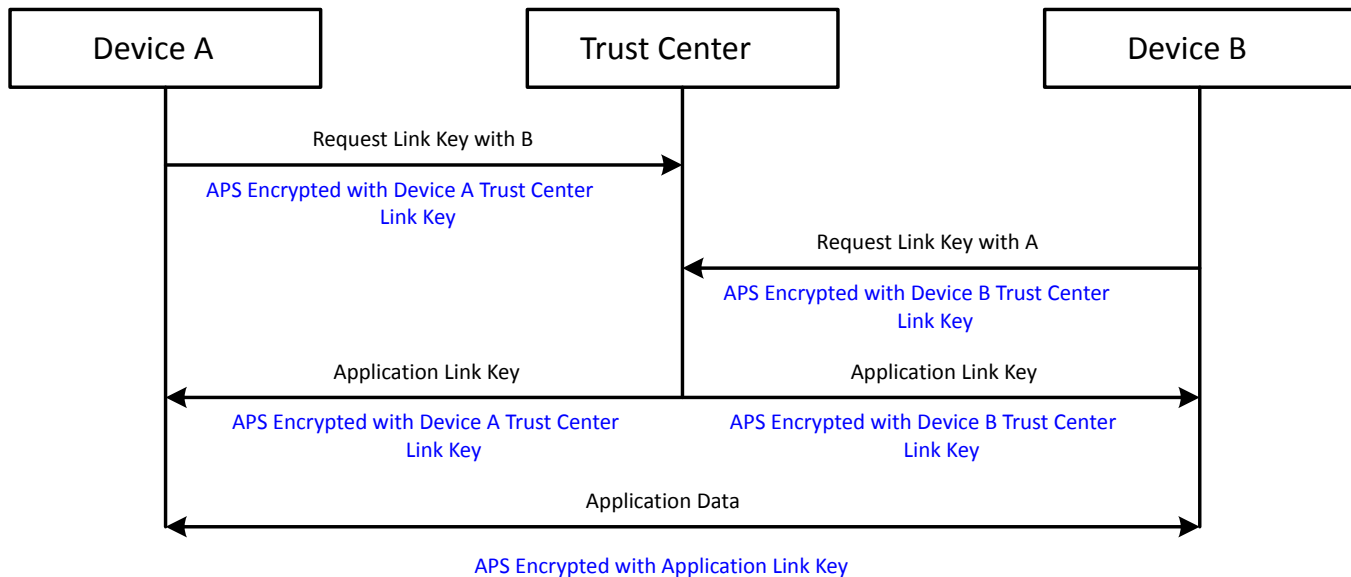 Device A
Trust Center
Device B
Request Link Key with B
APS Encrypted with Device A Trust Center
Link Key
Request Link Key with A
APS Encrypted with Device B Trust Center
Link Key
Application Link Key
Application Link Key
APS Encrypted with Device A Trust Center
Link Key
APS Encrypted with Device B Trust Center
Link Key
Application Data
APS Encrypted with Application Link Key